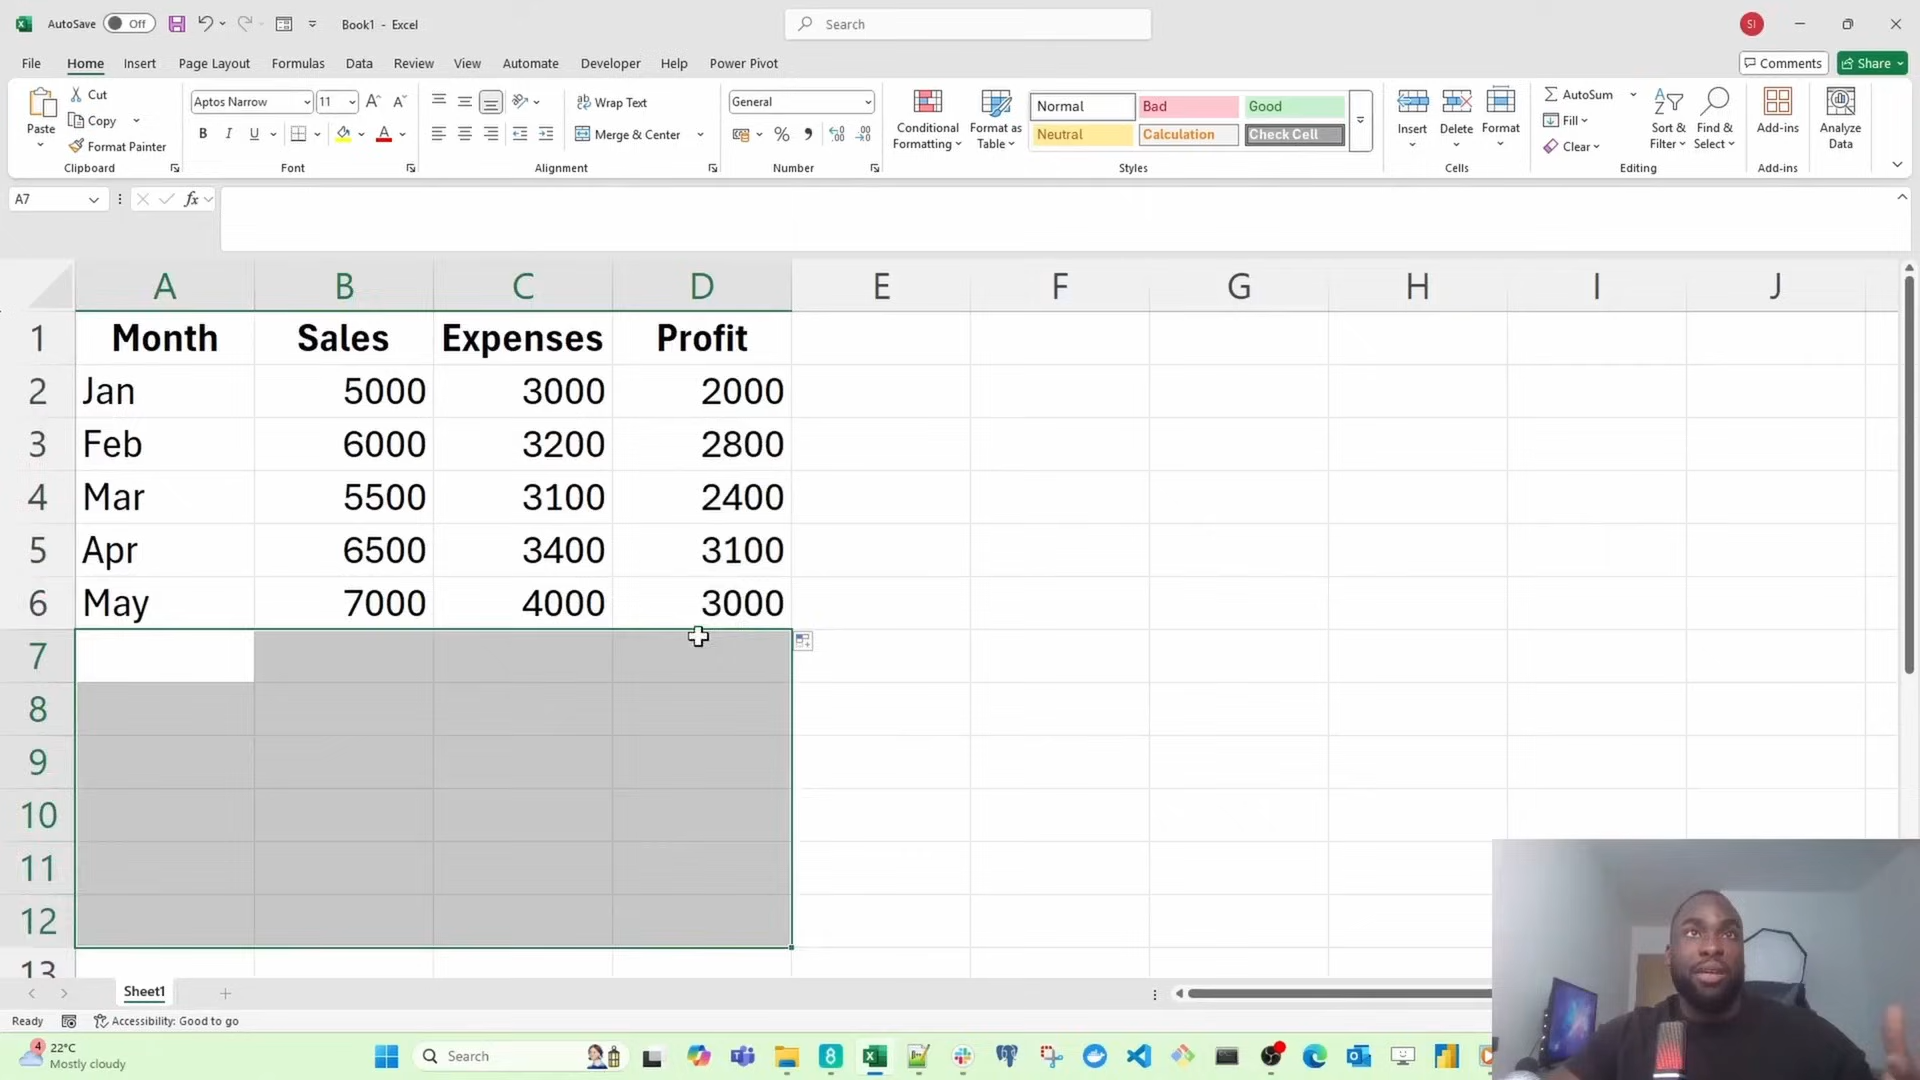 AutoSave Off Book1 - Excel Search SI
File Home Insert Page Layout Formulas Data Review View Automate Developer Help Power Pivot Comments Share
Paste Cut Copy Format Painter Clipboard
Aptos Narrow 11 B I U Font
Wrap Text Merge & Center Alignment
General % Number
Conditional Formatting Format as Table Normal Bad Good Neutral Calculation Check Cell Styles
Insert Delete Format Cells
AutoSum Fill Clear Sort & Filter Find & Select Editing
Add-ins Add-ins Analyze Data
A7 fx
A B C D E F G H I J
1 Month Sales Expenses Profit
2 Jan 5000 3000 2000
3 Feb 6000 3200 2800
4 Mar 5500 3100 2400
5 Apr 6500 3400 3100
6 May 7000 4000 3000
7
8
9
10
11
12
13
Sheet1
Ready Accessibility: Good to go
4 22°C Search
Mostly cloudy